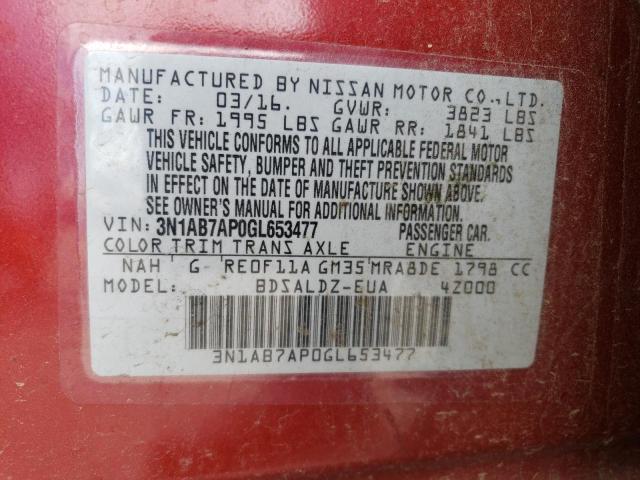 MANUFACTURED BY NISSAN MOTOR CO.,LTD.
DATE: 03/16. GVWR: 3823 LBS
GAWR FR: 1995 LBS GAWR RR: 1841 LBS
THIS VEHICLE CONFORMS TO ALL APPLICABLE FEDERAL MOTOR
VEHICLE SAFETY, BUMPER AND THEFT PREVENTION STANDARDS
IN EFFECT ON THE DATE OF MANUFACTURE SHOWN ABOVE.
SEE OWNER'S MANUAL FOR ADDITIONAL INFORMATION.
VIN: 3N1AB7AP0GL653477 PASSENGER CAR.
COLOR TRIM TRANS AXLE ENGINE
NAH G RE0F11A GM35 MRA8DE 1798 CC
MODEL: BDSALDZ-EUA 4Z000
3N1AB7AP0GL653477